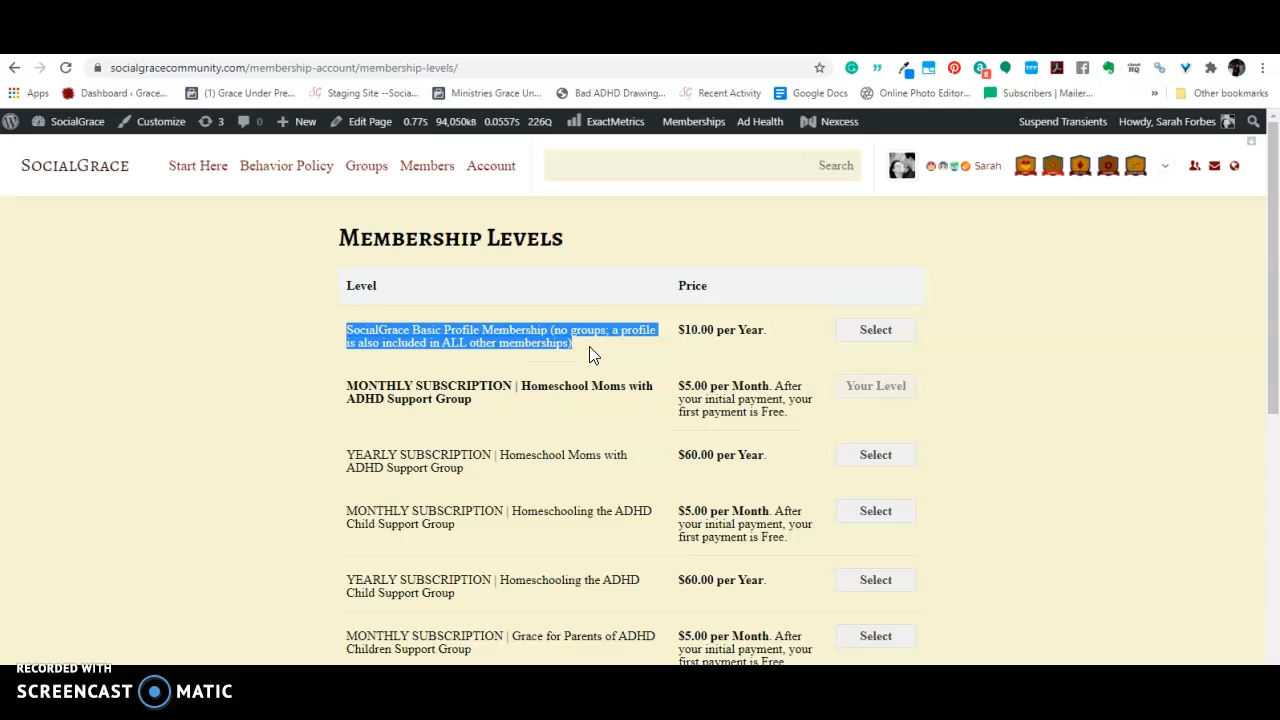 socialgracecommunity.com/membership-account/membership-levels/
Apps Dashboard ‹ Grace... (1) Grace Under Pre... Staging Site --Socia... Ministries Grace Un... Bad ADHD Drawing... Recent Activity Google Docs Online Photo Editor... Subscribers | Mailer... » Other bookmarks
SocialGrace Customize 3 0 New Edit Page 0.77s 94,050kB 0.0557s 226Q ExactMetrics Memberships Ad Health Nexcess Suspend Transients Howdy, Sarah Forbes
SocialGrace Start Here Behavior Policy Groups Members Account Search Sarah
Membership Levels
Level Price
SocialGrace Basic Profile Membership (no groups; a profile $10.00 per Year. Select
is also included in ALL other memberships)
MONTHLY SUBSCRIPTION | Homeschool Moms with $5.00 per Month. After Your Level
ADHD Support Group your initial payment, your
first payment is Free.
YEARLY SUBSCRIPTION | Homeschool Moms with $60.00 per Year. Select
ADHD Support Group
MONTHLY SUBSCRIPTION | Homeschooling the ADHD $5.00 per Month. After Select
Child Support Group your initial payment, your
first payment is Free.
YEARLY SUBSCRIPTION | Homeschooling the ADHD $60.00 per Year. Select
Child Support Group
MONTHLY SUBSCRIPTION | Grace for Parents of ADHD $5.00 per Month. After Select
Children Support Group your initial payment, your
first payment is Free.
RECORDED WITH
SCREENCAST MATIC